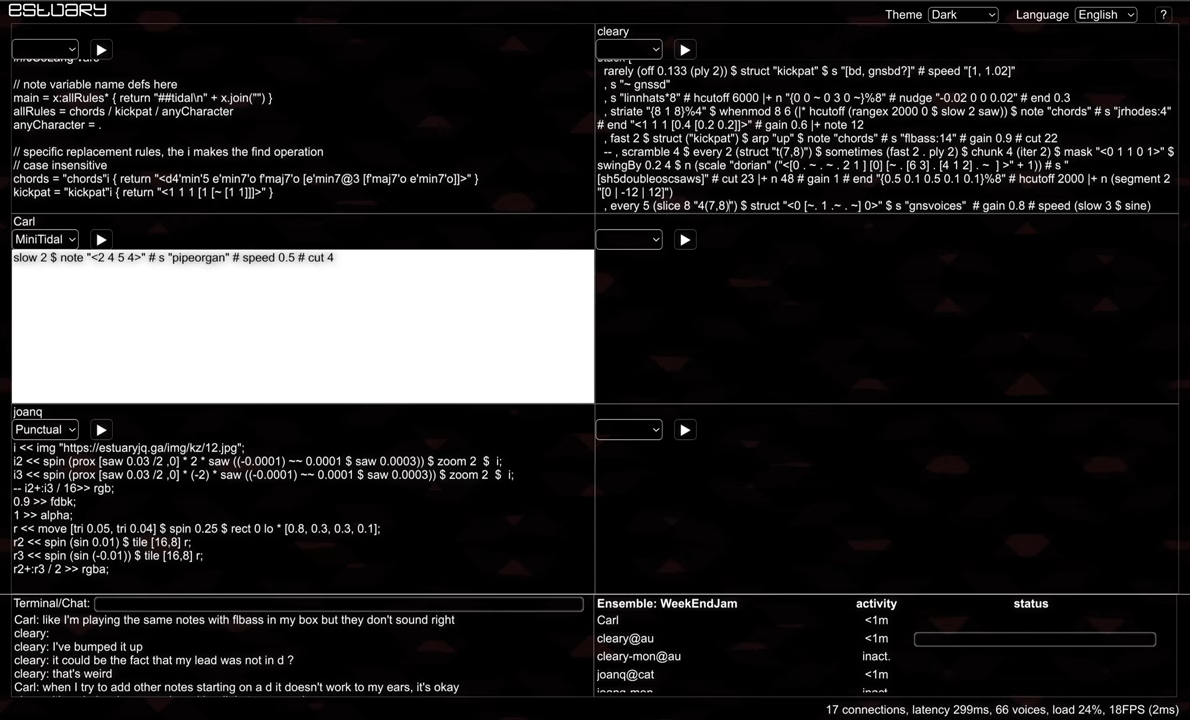 estuary
Theme Dark Language English ?
// note variable name defs here
main = x:allRules* { return "##tidal\n" + x.join("") }
allRules = chords / kickpat / anyCharacter
anyCharacter = .
// specific replacement rules, the i makes the find operation
// case insensitive
chords = "chords"i { return "<d4'min'5 e'min7'o f'maj7'o [e'min7@3 [f'maj7'o e'min7'o]]>" }
kickpat = "kickpat"i { return "<1 1 1 [1 [~ [1 1]]]>" }
cleary
rarely (off 0.133 (ply 2)) $ struct "kickpat" $ s "[bd, gnsbd?]" # speed "[1, 1.02]"
, s "~ gnssd"
, s "linnhats*8" # hcutoff 6000 |+ n "{0 0 ~ 0 3 0 ~}%8" # nudge "-0.02 0 0 0.02" # end 0.3
, striate "{8 1 8}%4" $ whenmod 8 6 (|* hcutoff (rangex 2000 0 $ slow 2 saw)) $ note "chords" # s "jrhodes:4"
# end "<1 1 1 [0.4 [0.2 0.2]]>" # gain 0.6 |+ note 12
, fast 2 $ struct ("kickpat") $ arp "up" $ note "chords" # s "flbass:14" # gain 0.9 # cut 22
-- , scramble 4 $ every 2 (struct "t(7,8)") $ sometimes (fast 2 . ply 2) $ chunk 4 (iter 2) $ mask "<0 1 1 0 1>" $
swingBy 0.2 4 $ n (scale "dorian" ("<[0 . ~ . ~ . 2 1 ] [0] [~ . [6 3] . [4 1 2] . ~ . ] >" + 1)) # s "
[sh5doubleoscsaws]" # cut 23 |+ n 48 # gain 1 # end "{0.5 0.1 0.5 0.1 0.1}%8" # hcutoff 2000 |+ n (segment 2
"[0 | -12 | 12]")
, every 5 (slice 8 "4(7,8)") $ struct "<0 [~. 1 .~ . ~] 0>" $ s "gnsvoices" # gain 0.8 # speed (slow 3 $ sine)
Carl
MiniTidal
slow 2 $ note "<2 4 5 4>" # s "pipeorgan" # speed 0.5 # cut 4
joanq
Punctual
i << img "https://estuaryjq.ga/img/kz/12.jpg";
i2 << spin (prox [saw 0.03 /2 ,0] * 2 * saw ((-0.0001) ~~ 0.0001 $ saw 0.0003)) $ zoom 2 $ i;
i3 << spin (prox [saw 0.03 /2 ,0] * (-2) * saw ((-0.0001) ~~ 0.0001 $ saw 0.0003)) $ zoom 2 $ i;
-- i2+:i3 / 16>> rgb;
0.9 >> fdbk;
1 >> alpha;
r << move [tri 0.05, tri 0.04] $ spin 0.25 $ rect 0 lo * [0.8, 0.3, 0.3, 0.1];
r2 << spin (sin 0.01) $ tile [16,8] r;
r3 << spin (sin (-0.01)) $ tile [16,8] r;
r2+:r3 / 2 >> rgba;
Terminal/Chat:
Carl: like I'm playing the same notes with flbass in my box but they don't sound right
cleary:
cleary: I've bumped it up
cleary: it could be the fact that my lead was not in d ?
cleary: that's weird
Carl: when I try to add other notes starting on a d it doesn't work to my ears, it's okay
Ensemble: WeekEndJam activity status
Carl <1m
cleary@au <1m
cleary-mon@au inact.
joanq@cat <1m
17 connections, latency 299ms, 66 voices, load 24%, 18FPS (2ms)